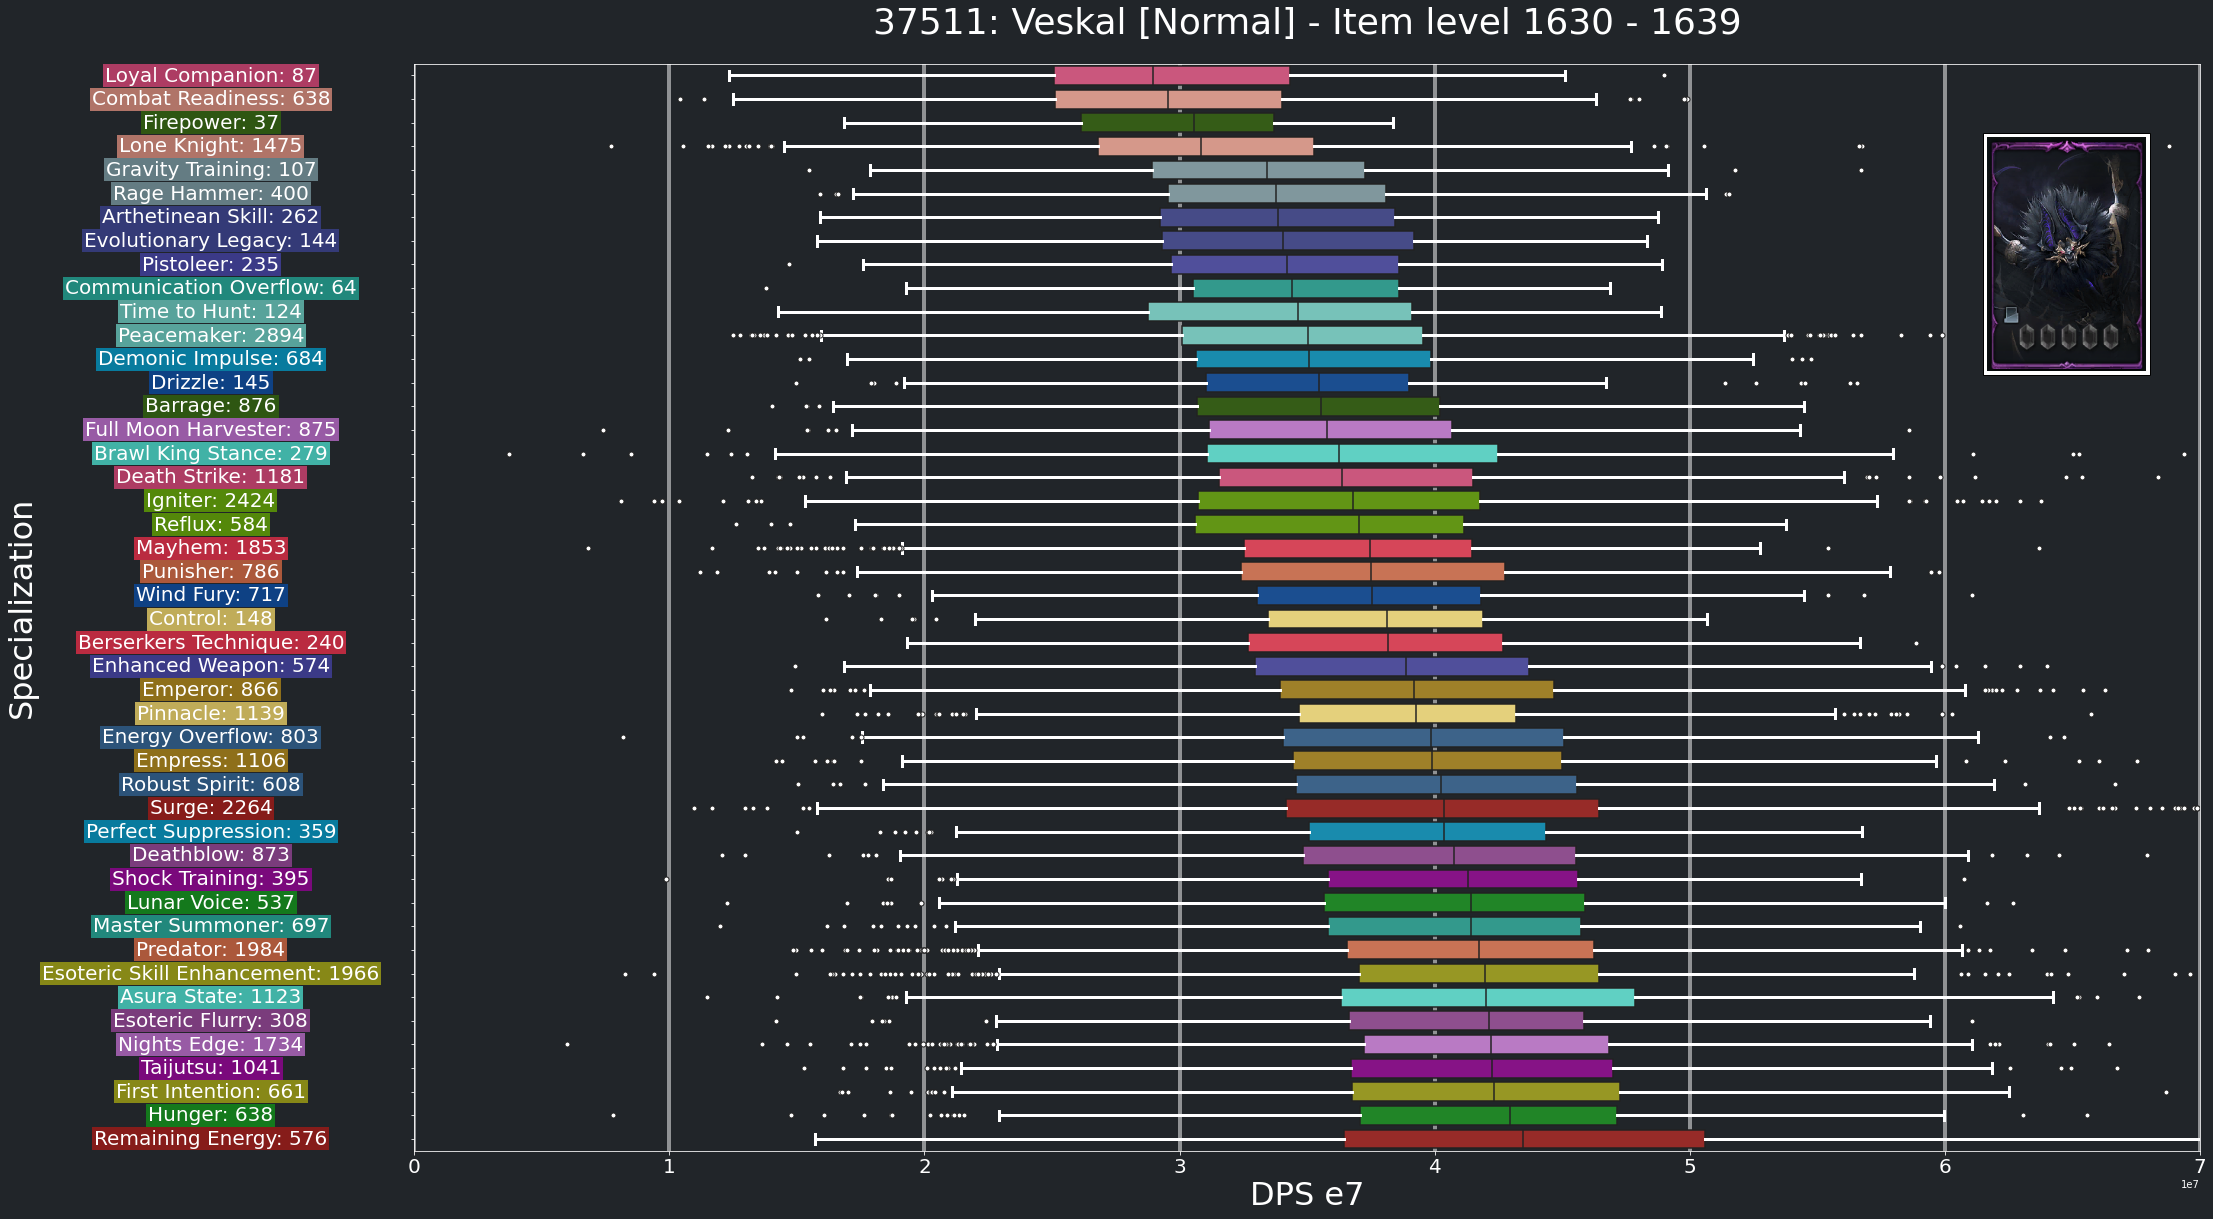 37511: Veskal [Normal] - Item level 1630 - 1639
Specialization
Loyal Companion: 87
Combat Readiness: 638
Firepower: 37
Lone Knight: 1475
Gravity Training: 107
Rage Hammer: 400
Arthetinean Skill: 262
Evolutionary Legacy: 144
Pistoleer: 235
Communication Overflow: 64
Time to Hunt: 124
Peacemaker: 2894
Demonic Impulse: 684
Drizzle: 145
Barrage: 876
Full Moon Harvester: 875
Brawl King Stance: 279
Death Strike: 1181
Igniter: 2424
Reflux: 584
Mayhem: 1853
Punisher: 786
Wind Fury: 717
Control: 148
Berserkers Technique: 240
Enhanced Weapon: 574
Emperor: 866
Pinnacle: 1139
Energy Overflow: 803
Empress: 1106
Robust Spirit: 608
Surge: 2264
Perfect Suppression: 359
Deathblow: 873
Shock Training: 395
Lunar Voice: 537
Master Summoner: 697
Predator: 1984
Esoteric Skill Enhancement: 1966
Asura State: 1123
Esoteric Flurry: 308
Nights Edge: 1734
Taijutsu: 1041
First Intention: 661
Hunger: 638
Remaining Energy: 576
0 1 2 3 4 5 6 7
1e7
DPS e7